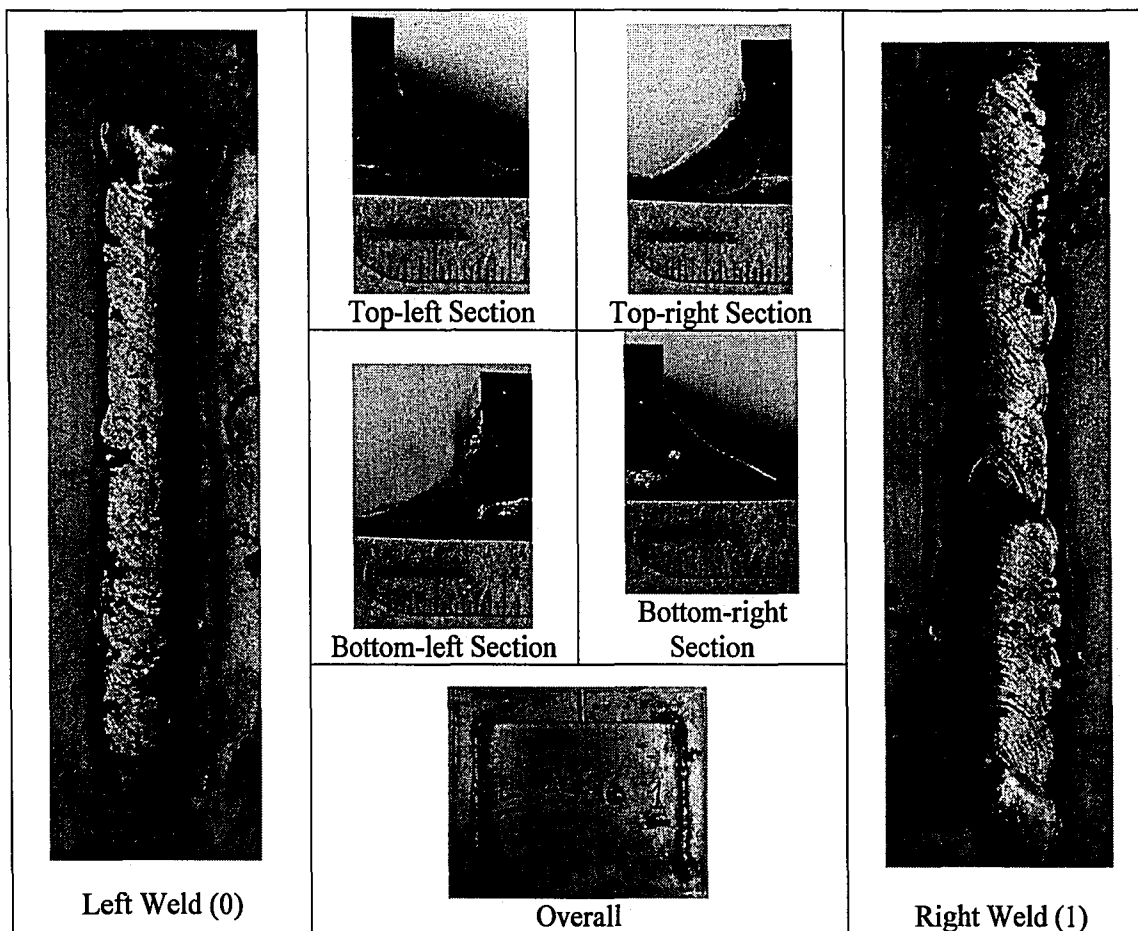 Top-left Section
Top-right Section
Bottom-left Section
Bottom-right
Section
Left Weld (0)
1
Overall
Right Weld (1)